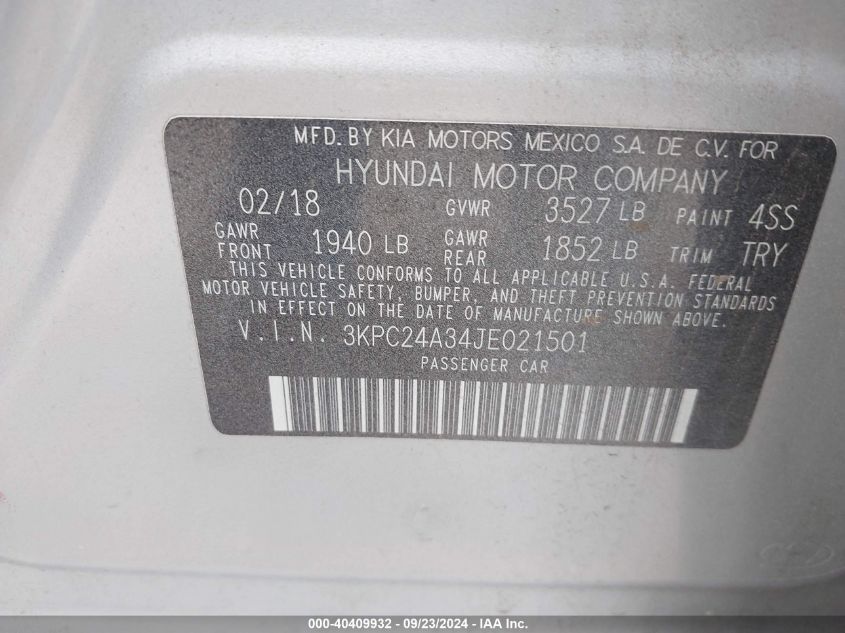 MFD. BY KIA MOTORS MEXICO S.A. DE C.V. FOR
HYUNDAI MOTOR COMPANY
02/18 GVWR 3527 LB PAINT 4SS
GAWR FRONT 1940 LB GAWR REAR 1852 LB TRIM TRY
THIS VEHICLE CONFORMS TO ALL APPLICABLE U.S.A. FEDERAL
MOTOR VEHICLE SAFETY, BUMPER, AND THEFT PREVENTION STANDARDS
IN EFFECT ON THE DATE OF MANUFACTURE SHOWN ABOVE.
V.I.N. 3KPC24A34JE021501
PASSENGER CAR
000-40409932 - 09/23/2024 - IAA Inc.